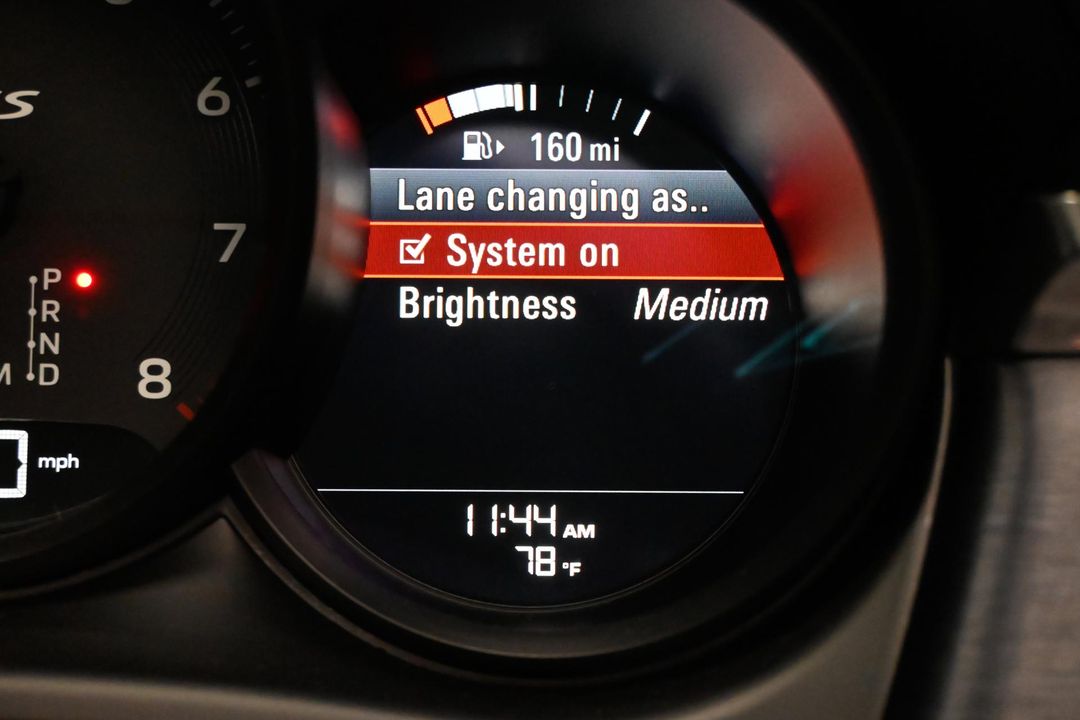 6
7
8
P
R
N
M D
mph
160 mi
Lane changing as..
System on
Brightness Medium
11:44 AM
78 °F